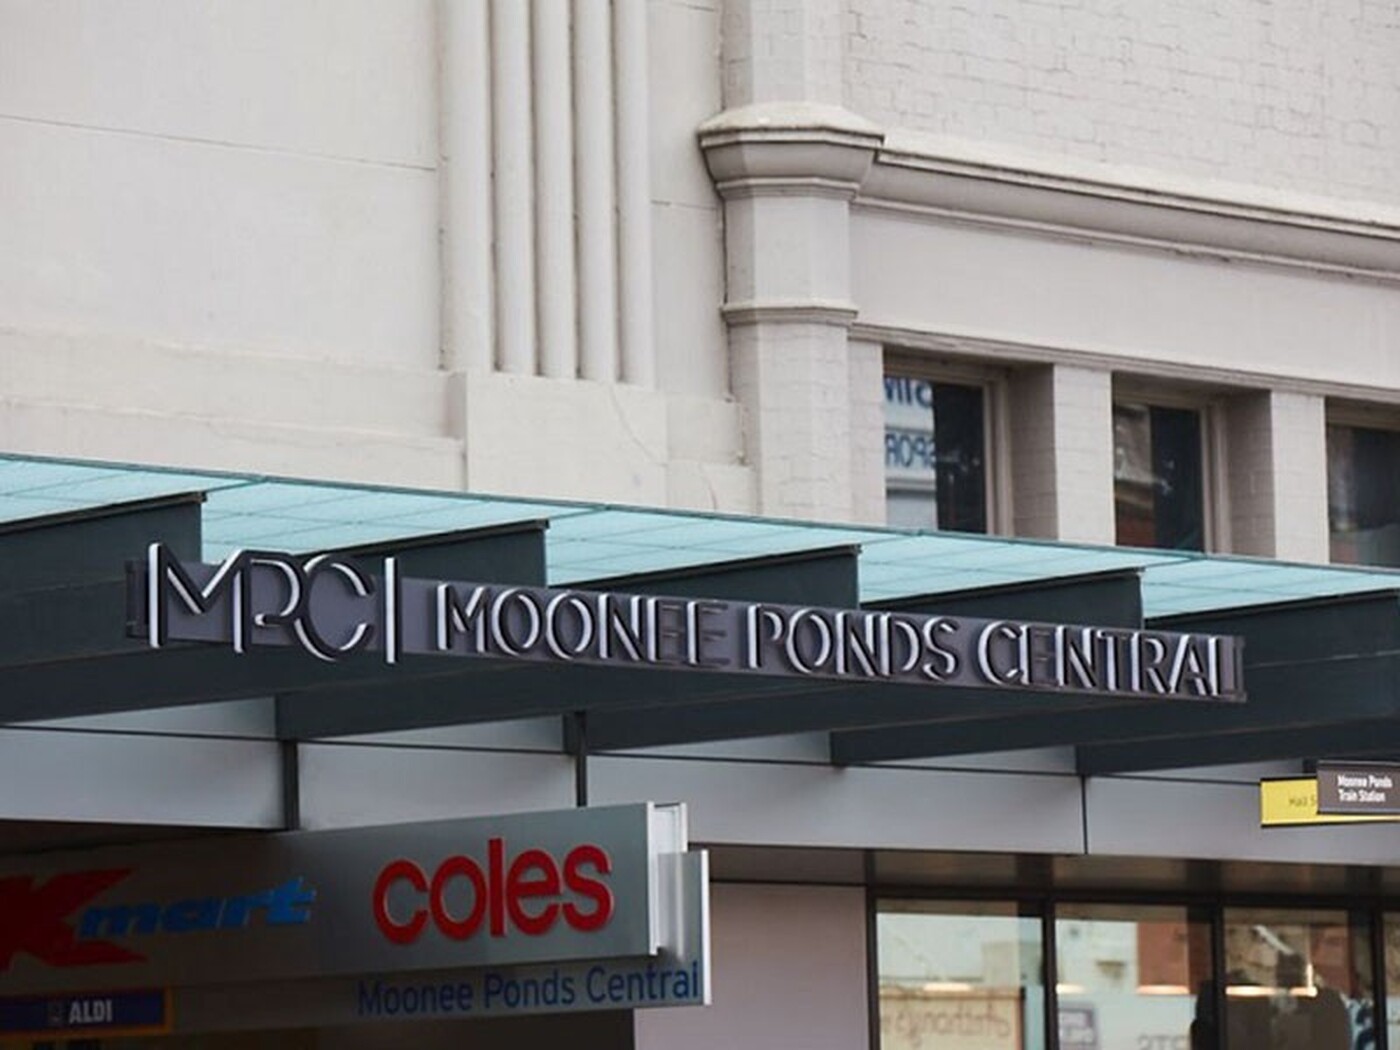 MPC
MOONEE PONDS CENTRAL
Moonee Ponds
Train Station
Kmart
coles
Moonee Ponds Central
ALDI